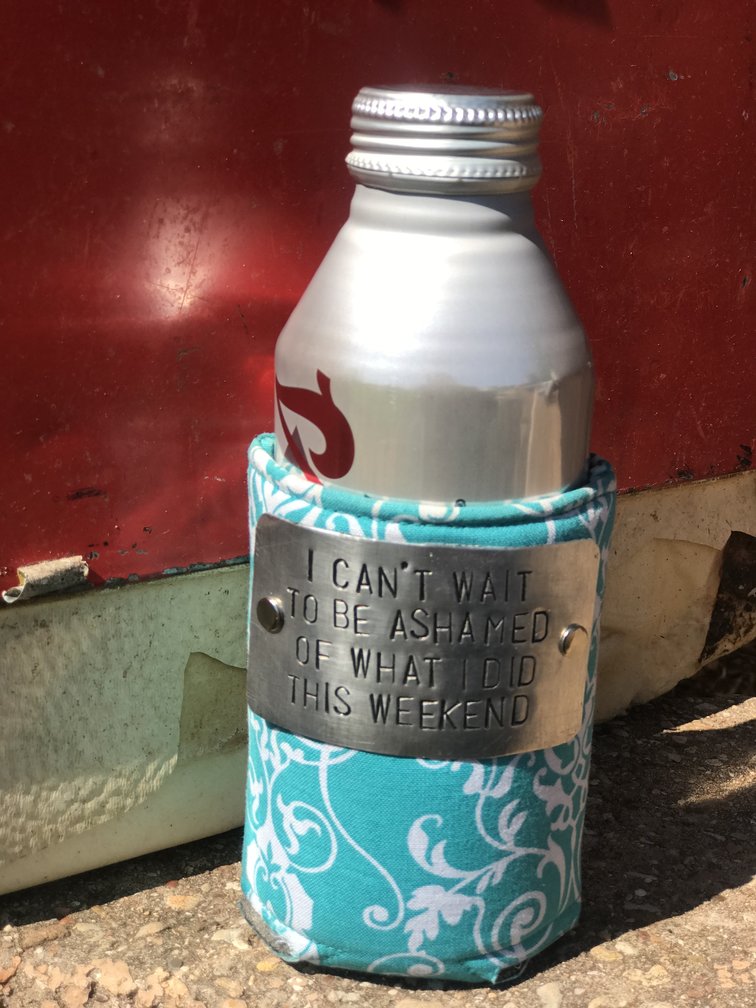 I CAN'T WAIT
TO BE ASHAMED
OF WHAT I DID
THIS WEEKEND